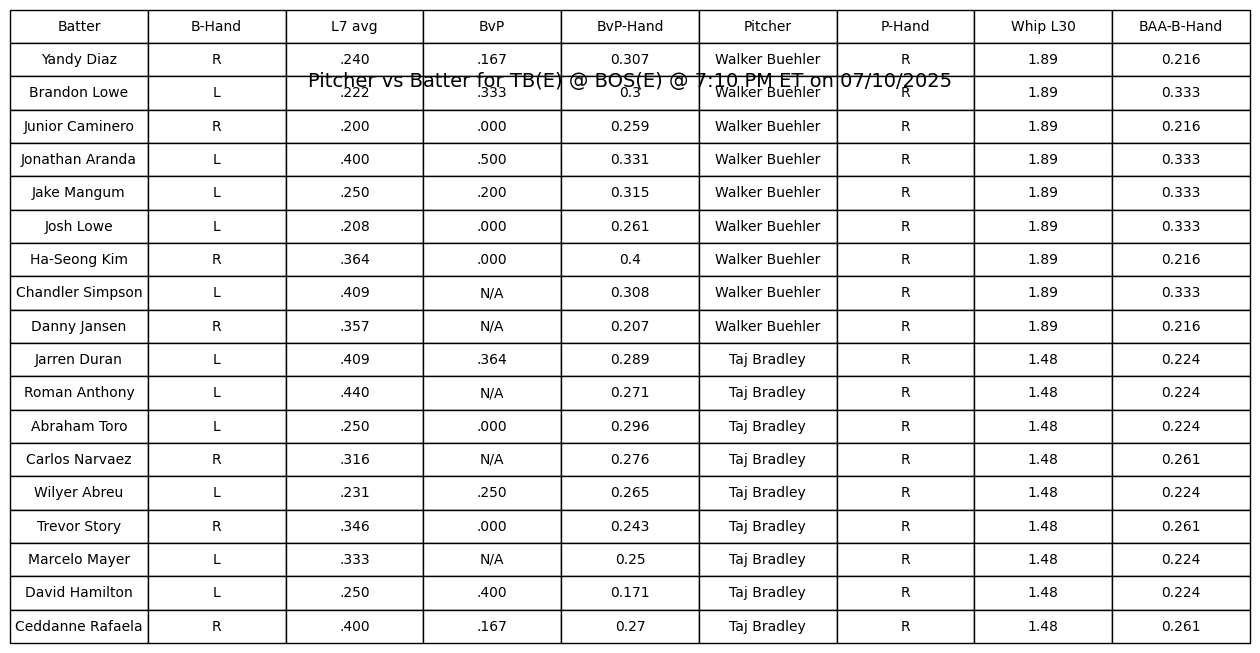 Batter B-Hand L7 avg BvP BvP-Hand Pitcher P-Hand Whip L30 BAA-B-Hand
Yandy Diaz R .240 .167 0.307 Walker Buehler R 1.89 0.216
Pitcher vs Batter for TB(E) @ BOS(E) @ 7:10 PM ET on 07/10/2025
Brandon Lowe L .222 .333 0.3 Walker Buehler R 1.89 0.333
Junior Caminero R .200 .000 0.259 Walker Buehler R 1.89 0.216
Jonathan Aranda L .400 .500 0.331 Walker Buehler R 1.89 0.333
Jake Mangum L .250 .200 0.315 Walker Buehler R 1.89 0.333
Josh Lowe L .208 .000 0.261 Walker Buehler R 1.89 0.333
Ha-Seong Kim R .364 .000 0.4 Walker Buehler R 1.89 0.216
Chandler Simpson L .409 N/A 0.308 Walker Buehler R 1.89 0.333
Danny Jansen R .357 N/A 0.207 Walker Buehler R 1.89 0.216
Jarren Duran L .409 .364 0.289 Taj Bradley R 1.48 0.224
Roman Anthony L .440 N/A 0.271 Taj Bradley R 1.48 0.224
Abraham Toro L .250 .000 0.296 Taj Bradley R 1.48 0.224
Carlos Narvaez R .316 N/A 0.276 Taj Bradley R 1.48 0.261
Wilyer Abreu L .231 .250 0.265 Taj Bradley R 1.48 0.224
Trevor Story R .346 .000 0.243 Taj Bradley R 1.48 0.261
Marcelo Mayer L .333 N/A 0.25 Taj Bradley R 1.48 0.224
David Hamilton L .250 .400 0.171 Taj Bradley R 1.48 0.224
Ceddanne Rafaela R .400 .167 0.27 Taj Bradley R 1.48 0.261